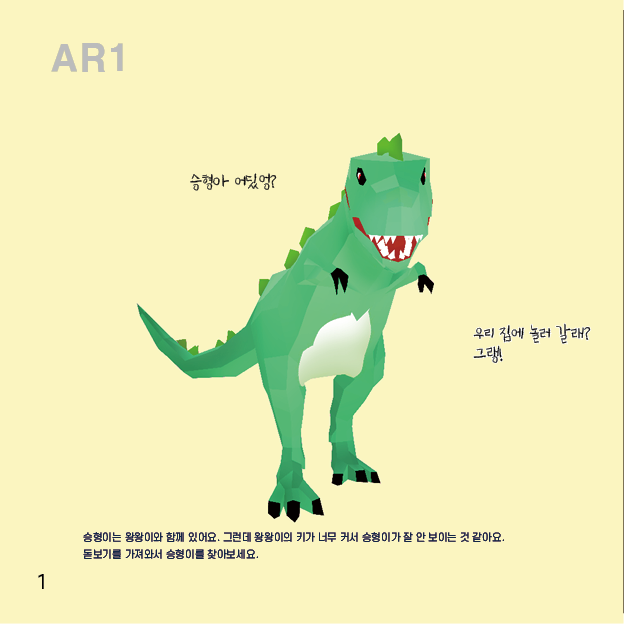 AR1
승형아 어딨엉?
우리 집에 놀러 갈래?
그랭!
승형이는 왕왕이와 함께 있어요. 그런데 왕왕이의 키가 너무 커서 승형이가 잘 안 보이는 것 같아요.
돋보기를 가져와서 승형이를 찾아보세요.
1